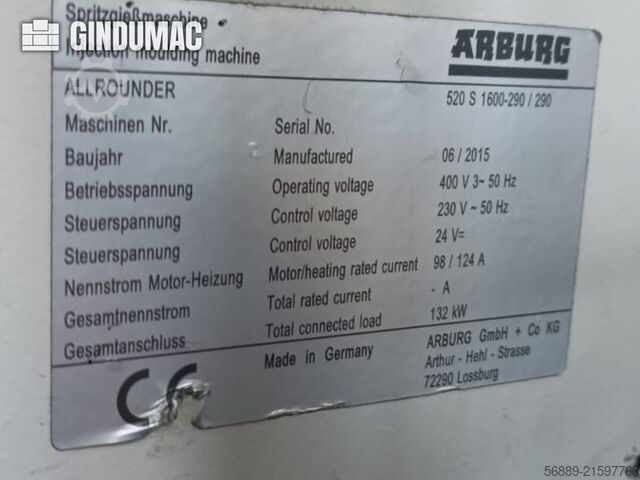 Spritzgießmaschine
GINDUMAC
Injection moulding machine
ARBURG
ALLROUNDER 520 S 1600-290 / 290
Maschinen Nr. Serial No.
Baujahr Manufactured 06 / 2015
Betriebsspannung Operating voltage 400 V 3~ 50 Hz
Steuerspannung Control voltage 230 V ~ 50 Hz
Steuerspannung Control voltage 24 V=
Nennstrom Motor-Heizung Motor/heating rated current 98 / 124 A
Gesamtnennstrom Total rated current - A
Gesamtanschluss Total connected load 132 kW
CE Made in Germany ARBURG GmbH + Co KG
Arthur - Hehl - Strasse
72290 Lossburg
56889-21597768